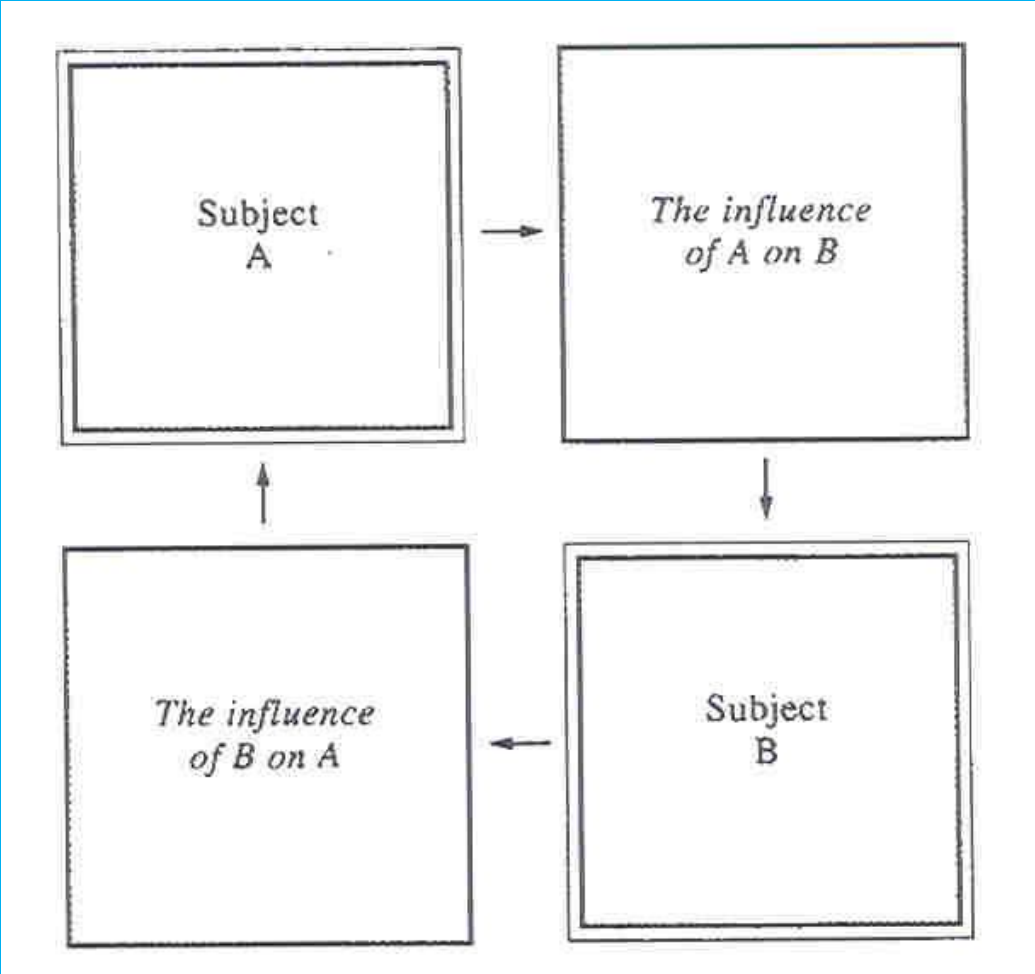 Subject
A
The influence
of A on B
The influence
of B on A
Subject
B